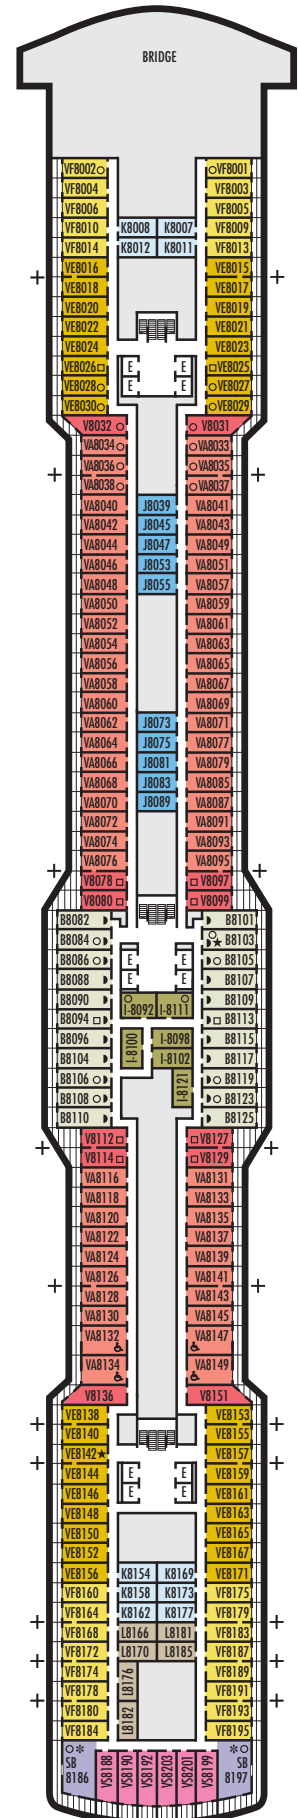 BRIDGE
VF8002 VF8001
VF8004 VF8003
VF8006 VF8005
VF8010 K8008 K8007 VF8009
VF8014 K8012 K8011 VF8013
VE8016 VE8015
VE8018 VE8017
VE8020 VE8019
VE8022 VE8021
VE8024 VE8023
VE8026 E E VE8025
VE8028 E E VE8027
VE8030 VE8029
V8032 V8031
VA8034 VA8033
VA8036 VA8035
VA8038 VA8037
VA8040 J8039 VA8041
VA8042 J8045 VA8043
VA8044 J8047 VA8049
VA8046 J8053 VA8051
VA8048 J8055 VA8057
VA8050 VA8059
VA8052 VA8061
VA8054 VA8063
VA8056 VA8065
VA8058 VA8067
VA8060 VA8069
VA8062 J8073 VA8071
VA8064 J8075 VA8077
VA8066 J8081 VA8079
VA8068 J8083 VA8085
VA8070 J8089 VA8087
VA8072 VA8091
VA8074 VA8093
VA8076 VA8095
V8078 V8097
V8080 V8099
B8082 B8101
B8084 ★B8103
B8086 E E B8105
B8088 E E B8107
B8090 I-8092 I-8111 B8109
B8094 B8113
B8096 I-8100 I-8098 B8115
B8104 I-8102 B8117
B8106 I-8121 B8119
B8108 B8123
B8110 B8125
V8112 V8127
V8114 V8129
VA8116 VA8131
VA8118 VA8133
VA8120 VA8135
VA8122 VA8137
VA8124 VA8139
VA8126 VA8141
VA8128 VA8143
VA8130 VA8145
VA8132 VA8147
VA8134 VA8149
V8136 V8151
VE8138 VE8153
VE8140 VE8155
VE8142★ VE8157
VE8144 E E VE8159
VE8146 E E VE8161
VE8148 VE8163
VE8150 VE8165
VE8152 VE8167
VE8156 K8154 K8169 VE8171
VF8160 K8158 K8173 VF8175
VF8164 K8162 K8177 VF8179
VF8168 L8166 L8181 VF8183
VF8172 L8170 L8185 VF8187
VF8174 L8176 VF8189
VF8178 VF8191
VF8180 L8182 VF8193
VF8184 VF8195
SB
8186
VS8188 VS8190 VS8192 VS8203 VS8201 VS8199
SB
8197